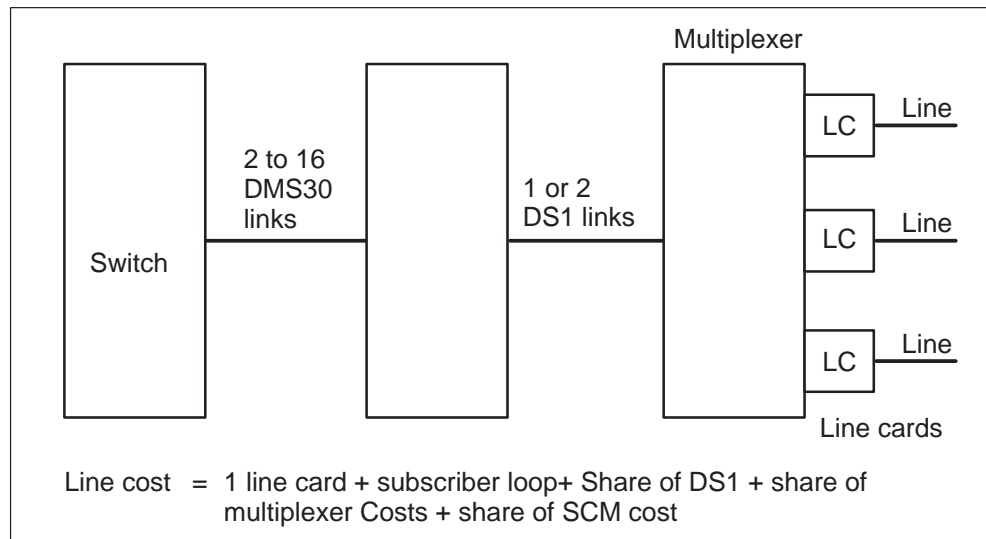 Multiplexer
LC
Line
2 to 16
DMS30
links
1 or 2
DS1 links
Switch
LC
Line
LC
Line
Line cards
Line cost = 1 line card + subscriber loop+ Share of DS1 + share of
multiplexer Costs + share of SCM cost